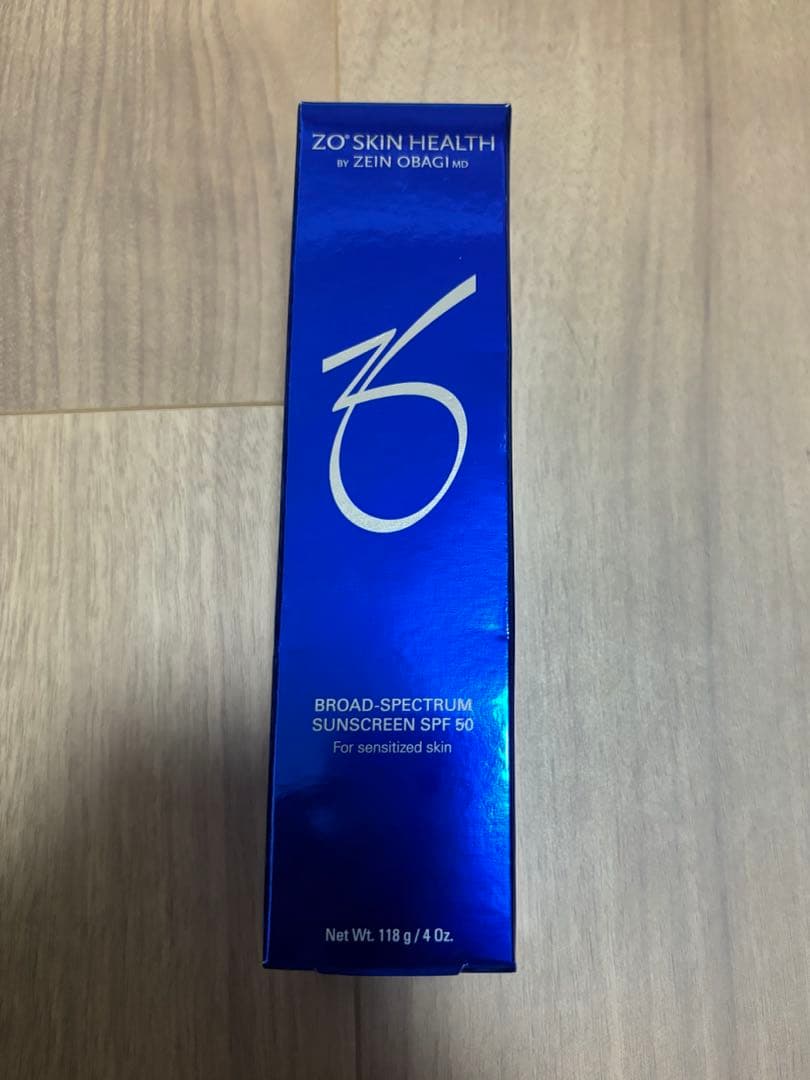 ZO® SKIN HEALTH
BY ZEIN OBAGI MD
ZO
BROAD-SPECTRUM
SUNSCREEN SPF 50
For sensitized skin
Net Wt. 118 g / 4 Oz.